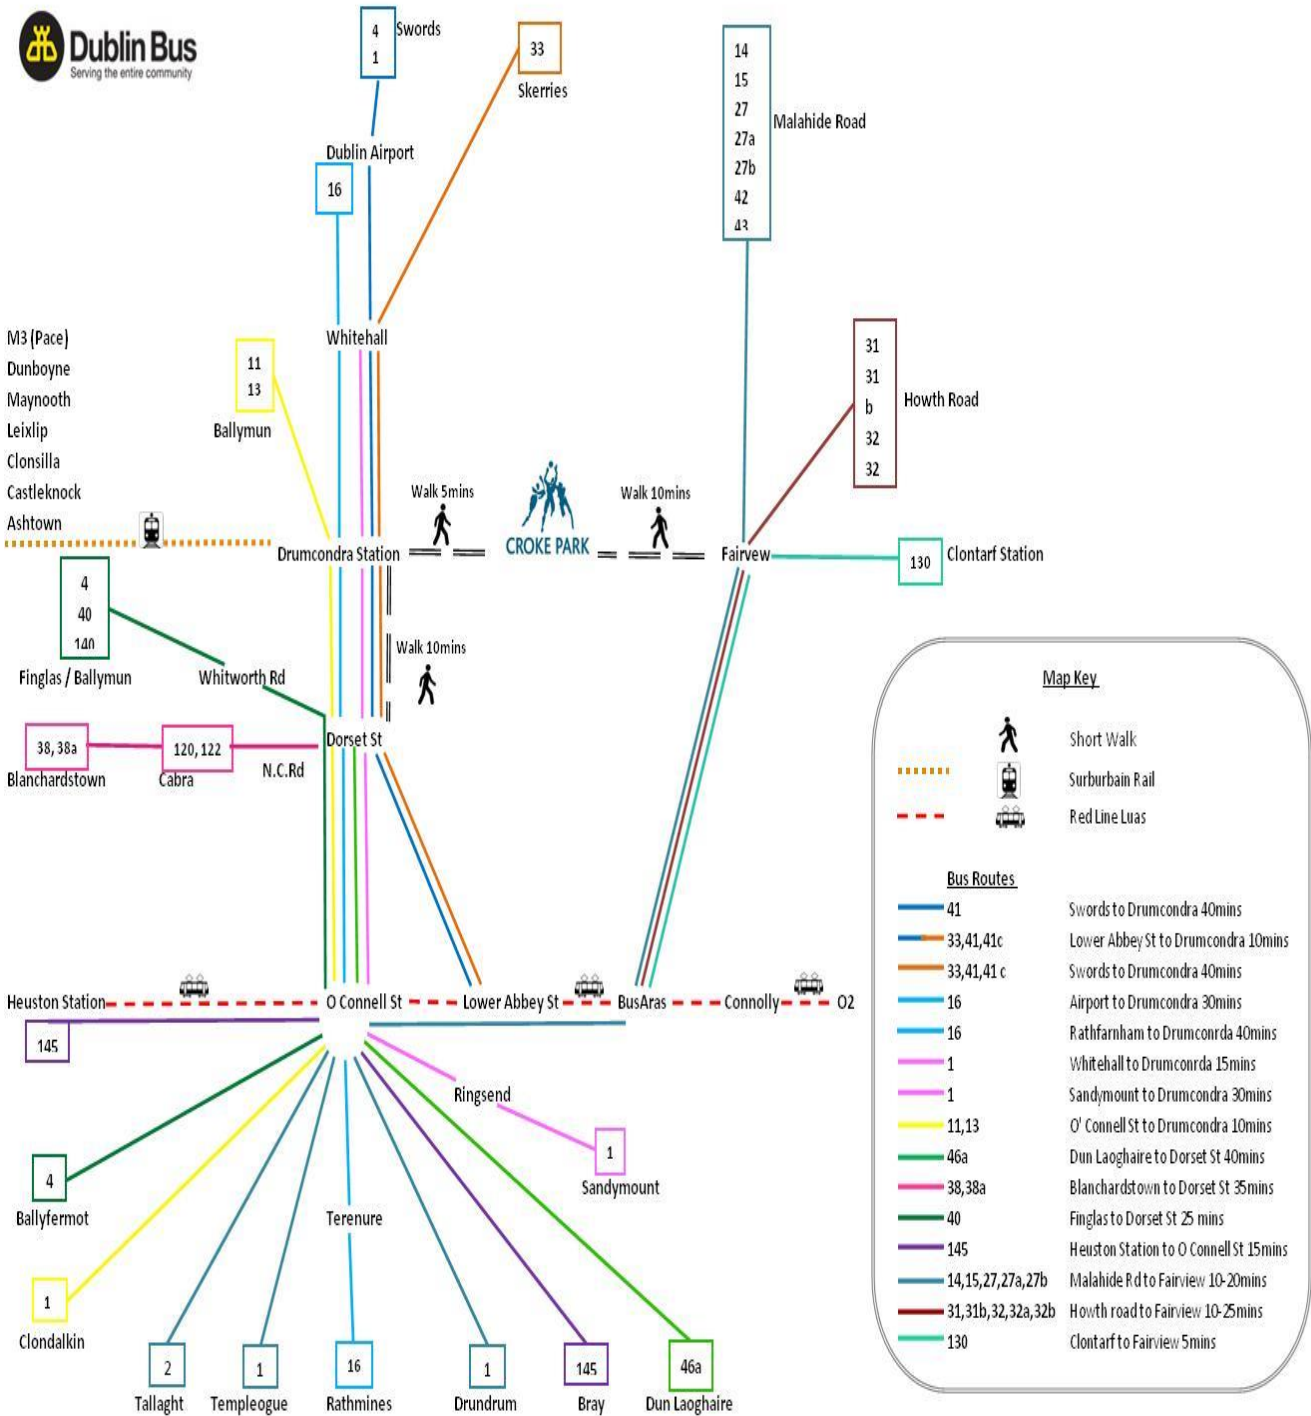 Dublin Bus
Serving the entire community
4
1
Swords
33
Skerries
Dublin Airport
16
14
15
27
27a
27b
42
43
Malahide Road
Whitehall
M3 (Pace)
Dunboyne
Maynooth
Leixlip
Clonsilla
Castleknock
Ashtown
11
13
Ballymun
31
31
b
32
32
Howth Road
Walk 5mins
CROKE PARK
Walk 10mins
Drumcondra Station
Fairvew
130
Clontarf Station
4
40
140
Finglas / Ballymun
Whitworth Rd
Walk 10mins
38, 38a
Blanchardstown
120, 122
Cabra
N.C.Rd
Dorset St
Heuston Station
O Connell St
Lower Abbey St
BusAras
Connolly
O2
145
Ringsend
1
Sandymount
4
Ballyfermot
Terenure
1
Clondalkin
2
Tallaght
1
Templeogue
16
Rathmines
1
Drundrum
145
Bray
46a
Dun Laoghaire
Map Key
Short Walk
Surburbain Rail
Red Line Luas
Bus Routes
41 Swords to Drumcondra 40mins
33,41,41c Lower Abbey St to Drumcondra 10mins
33,41,41 c Swords to Drumcondra 40mins
16 Airport to Drumcondra 30mins
16 Rathfarnham to Drumconrda 40mins
1 Whitehall to Drumconrda 15mins
1 Sandymount to Drumcondra 30mins
11,13 O' Connell St to Drumcondra 10mins
46a Dun Laoghaire to Dorset St 40mins
38,38a Blanchardstown to Dorset St 35mins
40 Finglas to Dorset St 25 mins
145 Heuston Station to O Connell St 15mins
14,15,27,27a,27b Malahide Rd to Fairview 10-20mins
31,31b,32,32a,32b Howth road to Fairview 10-25mins
130 Clontarf to Fairview 5mins